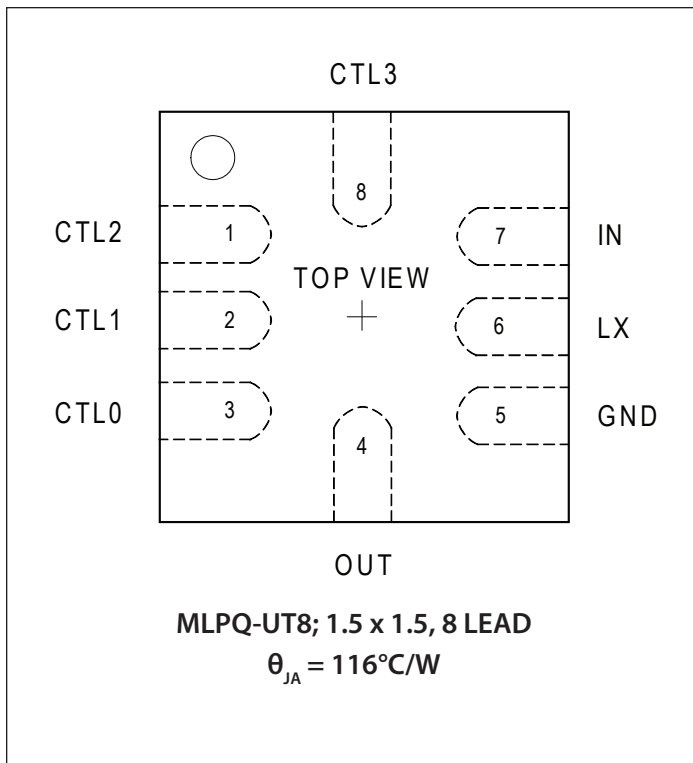 CTL3
8
CTL2 1 7 IN
TOP VIEW
CTL1 2 6 LX
CTL0 3 5 GND
4
OUT
MLPQ-UT8; 1.5 x 1.5, 8 LEAD
θJA = 116°C/W